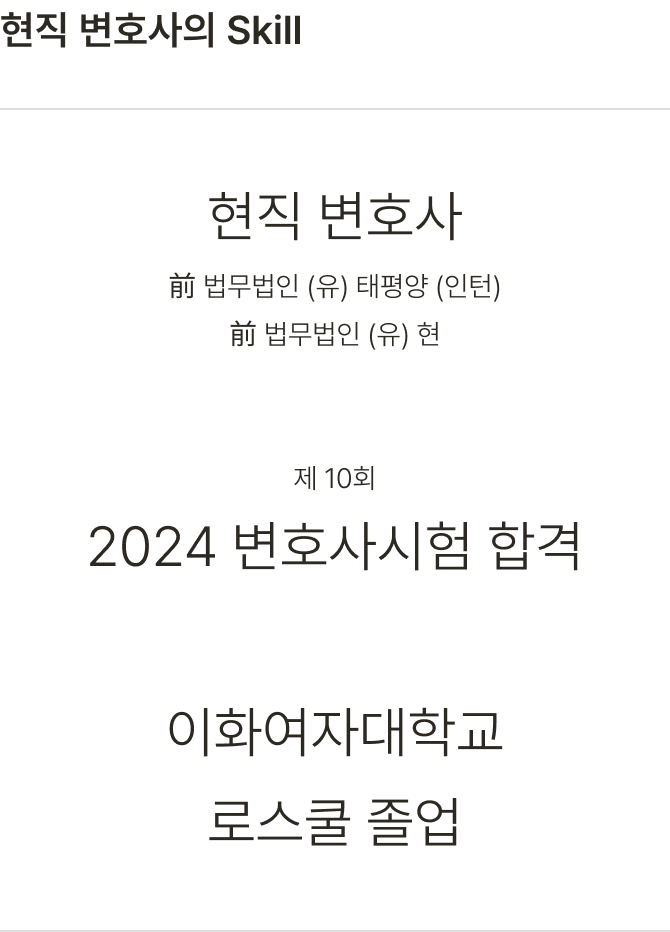 현직 변호사의 Skill
현직 변호사
前 법무법인 (유) 태평양 (인턴)
前 법무법인 (유) 현
제 10회
2024 변호사시험 합격
이화여자대학교
로스쿨 졸업